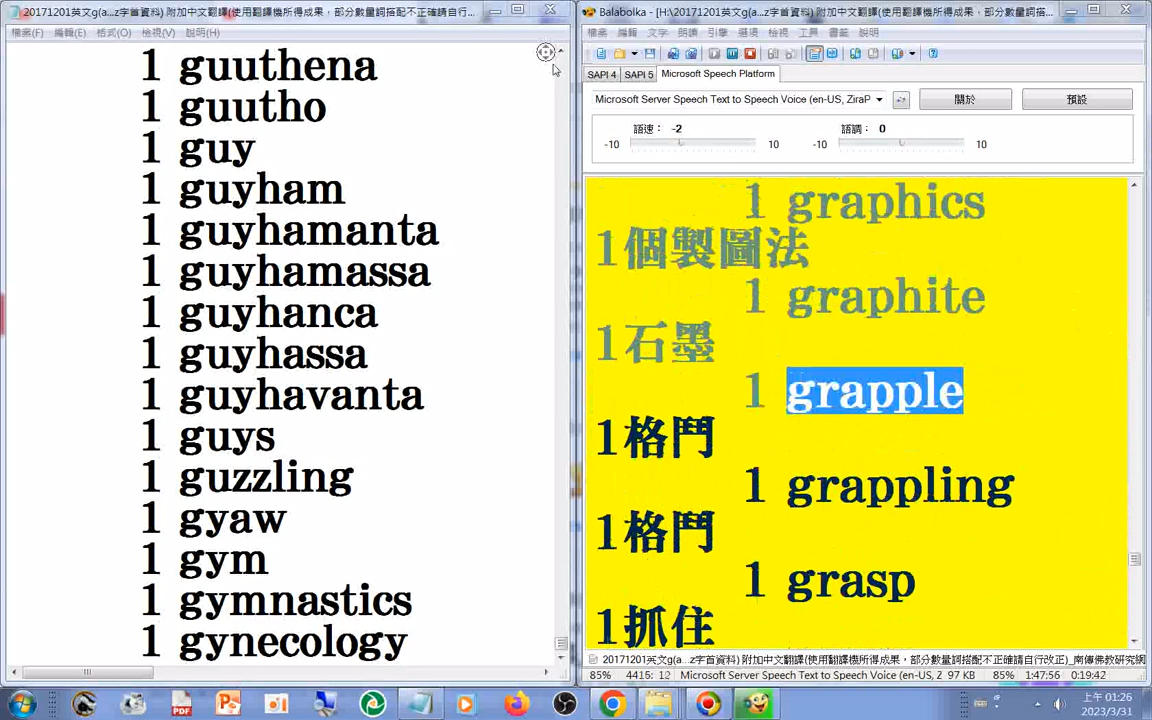 20171201英文g(a...z字首資料) 附加中文翻譯(使用翻譯機所得成果，部分數量詞搭配不正確請自行...
檔案(F) 編輯(E) 格式(O) 檢視(V) 說明(H)
1 guuthena
1 guutho
1 guy
1 guyham
1 guyhamanta
1 guyhamassa
1 guyhanca
1 guyhassa
1 guyhavanta
1 guys
1 guzzling
1 gyaw
1 gym
1 gymnastics
1 gynecology
Balabolka - [H:\20171201英文g(a...z字首資料) 附加中文翻譯(使用翻譯機所得成果，部分數量詞搭配不正...
檔案 編輯 文字 朗讀 引擎 選項 檢視 工具 書籤 說明
SAPI 4 SAPI 5 Microsoft Speech Platform
Microsoft Server Speech Text to Speech Voice (en-US, ZiraP
關於
預設
語速： -2
語調： 0
-10 10 -10 10
1 graphics
1個製圖法
1 graphite
1石墨
1 grapple
1格鬥
1 grappling
1格鬥
1 grasp
1抓住
20171201英文g(a...z字首資料) 附加中文翻譯(使用翻譯機所得成果，部分數量詞搭配不正確請自行改正)_南傳佛教研究網
85% 4415: 12 Microsoft Server Speech Text to Speech Voice (en-US, Z 97 KB 85% 1:47:56 0:19:42
上午 01:26
2023/3/31